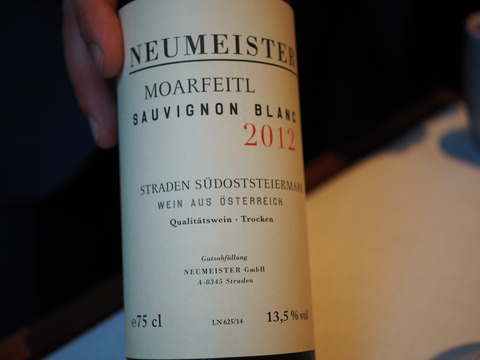 NEUMEISTER
MOARFEITL
SAUVIGNON BLANC
2012
STRADEN SÜDOSTSTEIERMARK
WEIN AUS ÖSTERREICH
Qualitätswein · Trocken
Gutsabfüllung
NEUMEISTER GmbH
A-8345 Straden
e75 cl
LN 625/14
13,5 % vol